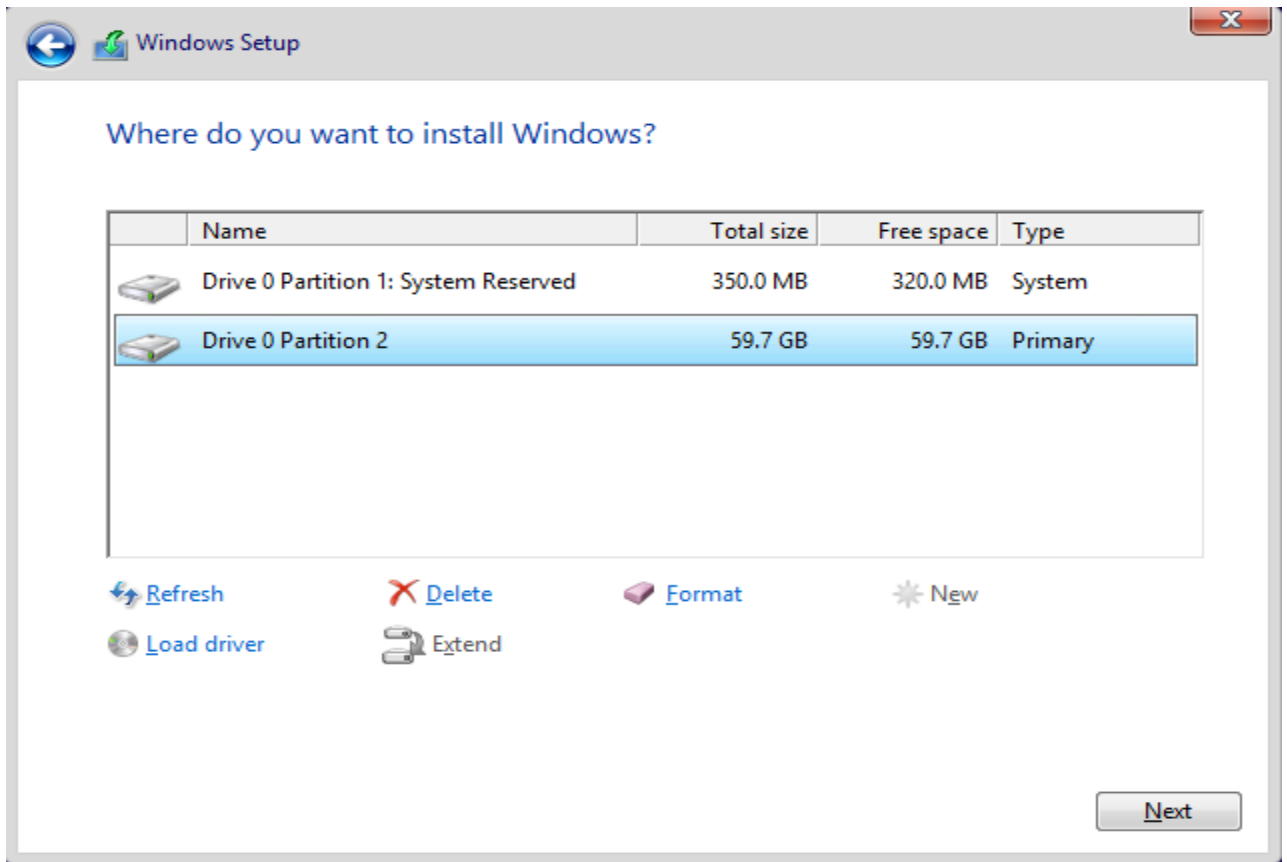 Windows Setup
Where do you want to install Windows?
Name Total size Free space Type
Drive 0 Partition 1: System Reserved 350.0 MB 320.0 MB System
Drive 0 Partition 2 59.7 GB 59.7 GB Primary
Refresh Delete Format New
Load driver Extend
Next